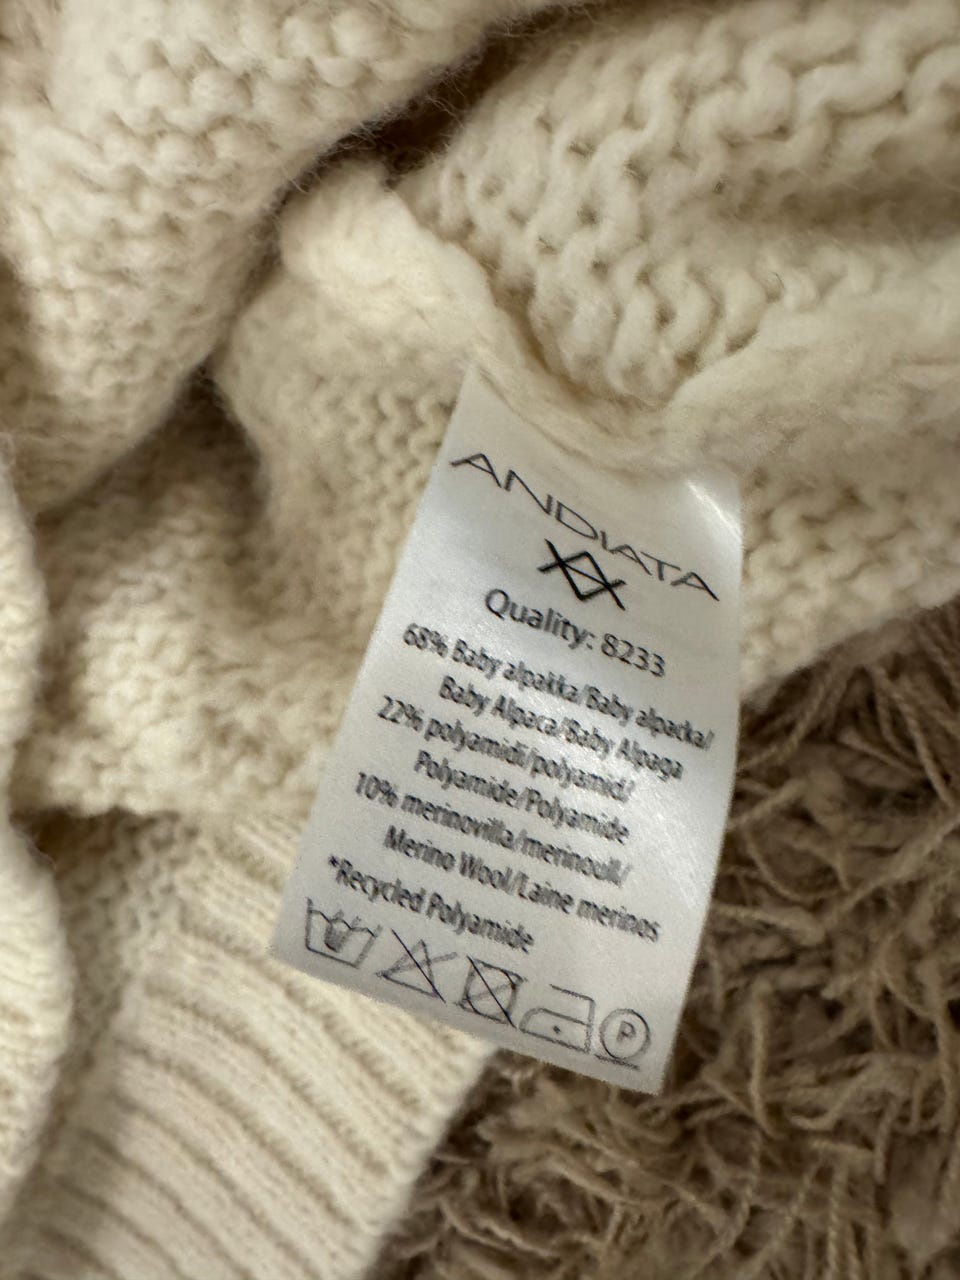 ANDIATA
Quality: 8233
68% Baby alpakka/Baby alpacka/
Baby Alpaca/Baby Alpaga
22% polyamidi/polyamid/
Polyamide/Polyamide
10% merinovilla/merinoull/
Merino Wool/Laine merinos
*Recycled Polyamide
P